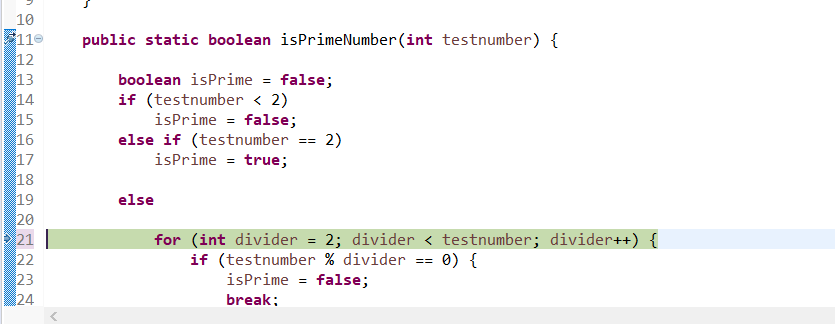 9 }
10
11 public static boolean isPrimeNumber(int testnumber) {
12
13 boolean isPrime = false;
14 if (testnumber < 2)
15 isPrime = false;
16 else if (testnumber == 2)
17 isPrime = true;
18
19 else
20
21 for (int divider = 2; divider < testnumber; divider++) {
22 if (testnumber % divider == 0) {
23 isPrime = false;
24 break;